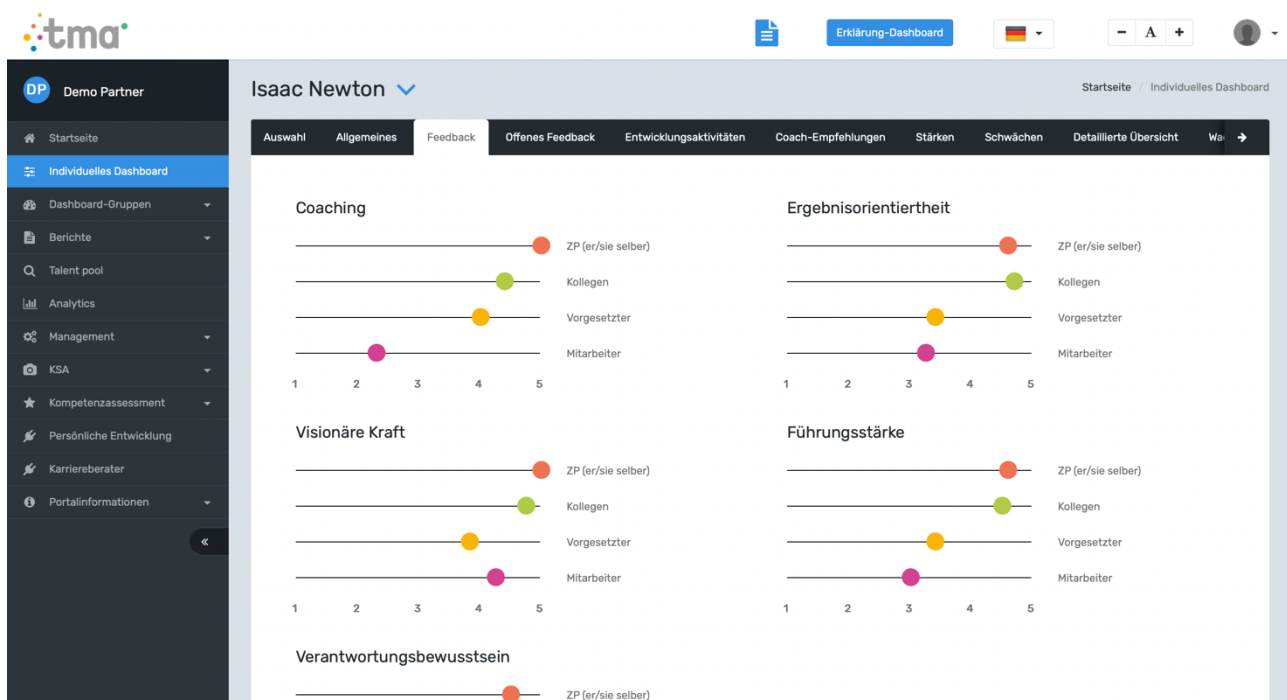 tma
Erklärung-Dashboard
- A +
DP Demo Partner
Startseite
Individuelles Dashboard
Dashboard-Gruppen
Berichte
Talent pool
Analytics
Management
KSA
Kompetenzassessment
Persönliche Entwicklung
Karriereberater
Portalinformationen
Isaac Newton
Startseite / Individuelles Dashboard
Auswahl Allgemeines Feedback Offenes Feedback Entwicklungsaktivitäten Coach-Empfehlungen Stärken Schwächen Detaillierte Übersicht
Coaching
ZP (er/sie selber)
Kollegen
Vorgesetzter
Mitarbeiter
1 2 3 4 5
Ergebnisorientiertheit
ZP (er/sie selber)
Kollegen
Vorgesetzter
Mitarbeiter
1 2 3 4 5
Visionäre Kraft
ZP (er/sie selber)
Kollegen
Vorgesetzter
Mitarbeiter
1 2 3 4 5
Führungsstärke
ZP (er/sie selber)
Kollegen
Vorgesetzter
Mitarbeiter
1 2 3 4 5
Verantwortungsbewusstsein
ZP (er/sie selber)